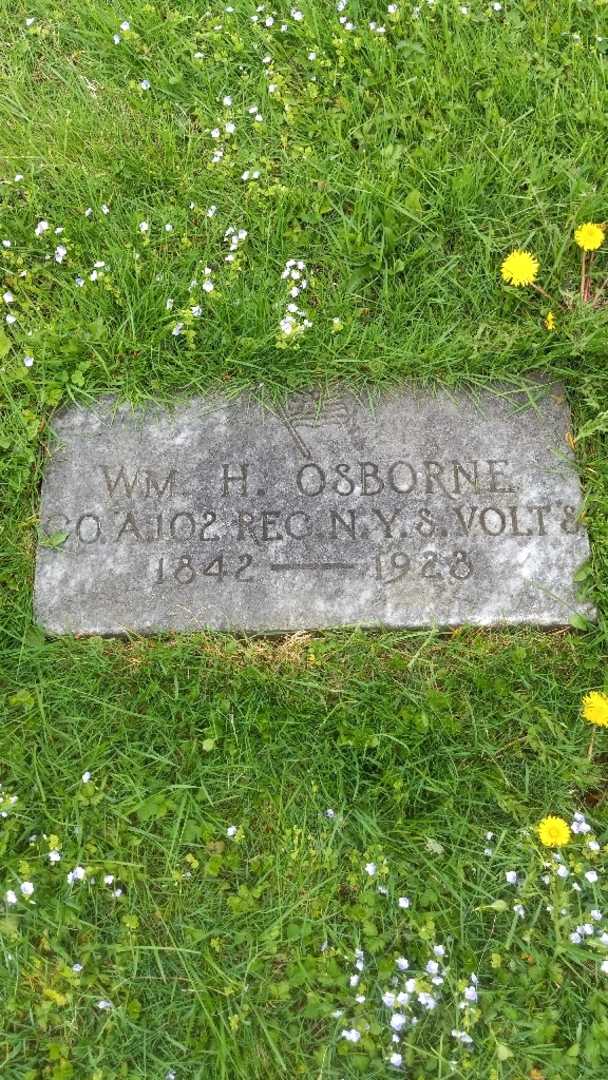 WM. H. OSBORNE
CO. A. 102 REG. N.Y.S. VOLT'S
1842 — 1928